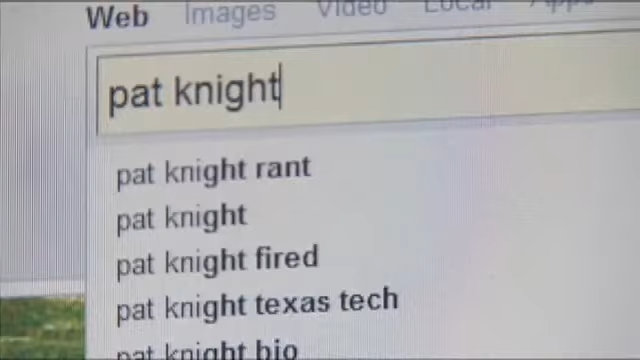 Web Images Video Local Apps
pat knight
pat knight rant
pat knight
pat knight fired
pat knight texas tech
pat knight bio